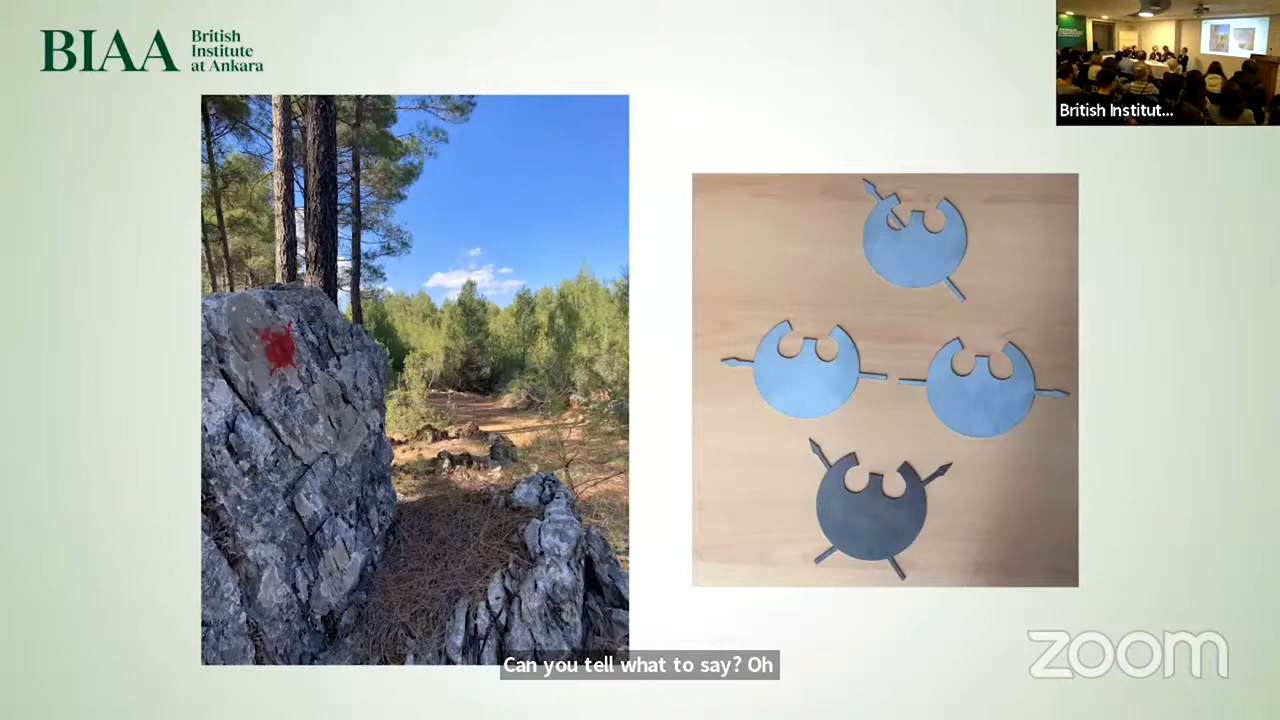 BIAA
British
Institute
at Ankara
British Institut...
Can you tell what to say? Oh
zoom